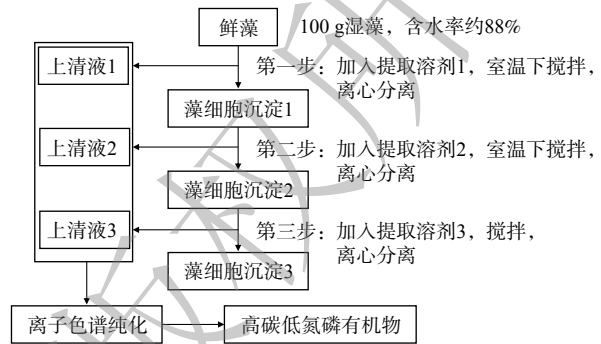 鲜藻
100 g湿藻，含水率约88%
上清液1
第一步：加入提取溶剂1，室温下搅拌，
离心分离
藻细胞沉淀1
上清液2
第二步：加入提取溶剂2，室温下搅拌，
离心分离
藻细胞沉淀2
上清液3
第三步：加入提取溶剂3，搅拌，
离心分离
藻细胞沉淀3
离子色谱纯化
高碳低氮磷有机物
版权所